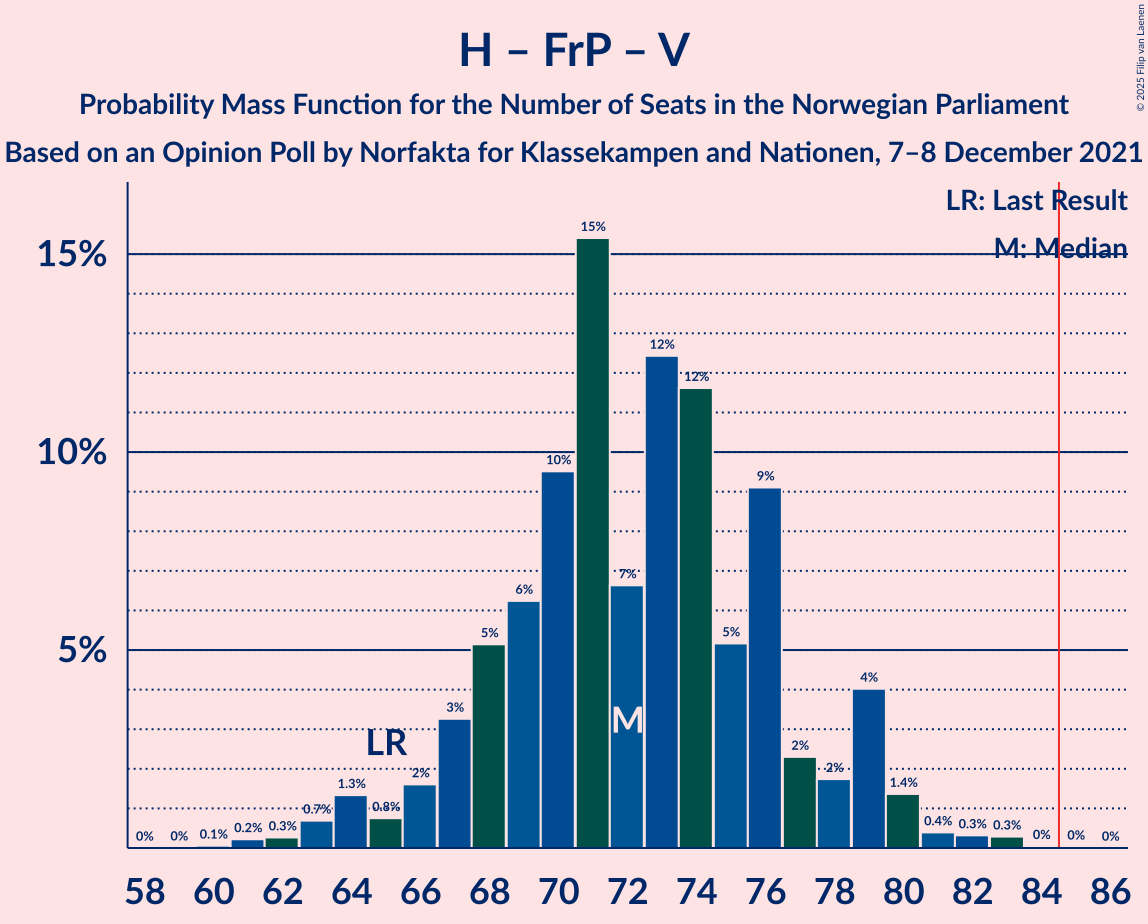 H – FrP – V
Probability Mass Function for the Number of Seats in the Norwegian Parliament
Based on an Opinion Poll by Norfakta for Klassekampen and Nationen, 7–8 December 2021
© 2025 Filip van Laenen
LR: Last Result
M: Median
15%
10%
5%
0% 0% 0.1% 0.2% 0.3% 0.7% 1.3% 0.8% 2% 3% 5% 6% 10% 15% 7% 12% 12% 5% 9% 2% 2% 4% 1.4% 0.4% 0.3% 0.3% 0% 0% 0%
LR
M
58 60 62 64 66 68 70 72 74 76 78 80 82 84 86